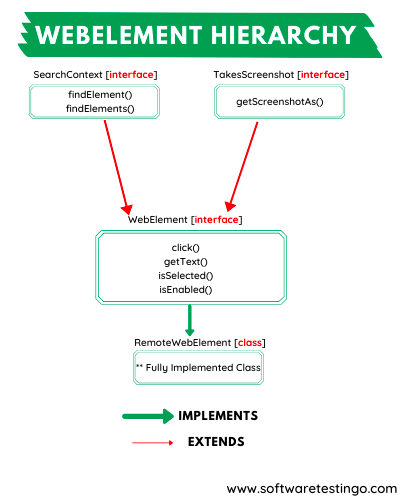 WEBELEMENT HIERARCHY
SearchContext [interface]
findElement()
findElements()
TakesScreenshot [interface]
getScreenshotAs()
WebElement [interface]
click()
getText()
isSelected()
isEnabled()
RemoteWebElement [class]
** Fully Implemented Class
IMPLEMENTS
EXTENDS
www.softwaretestingo.com